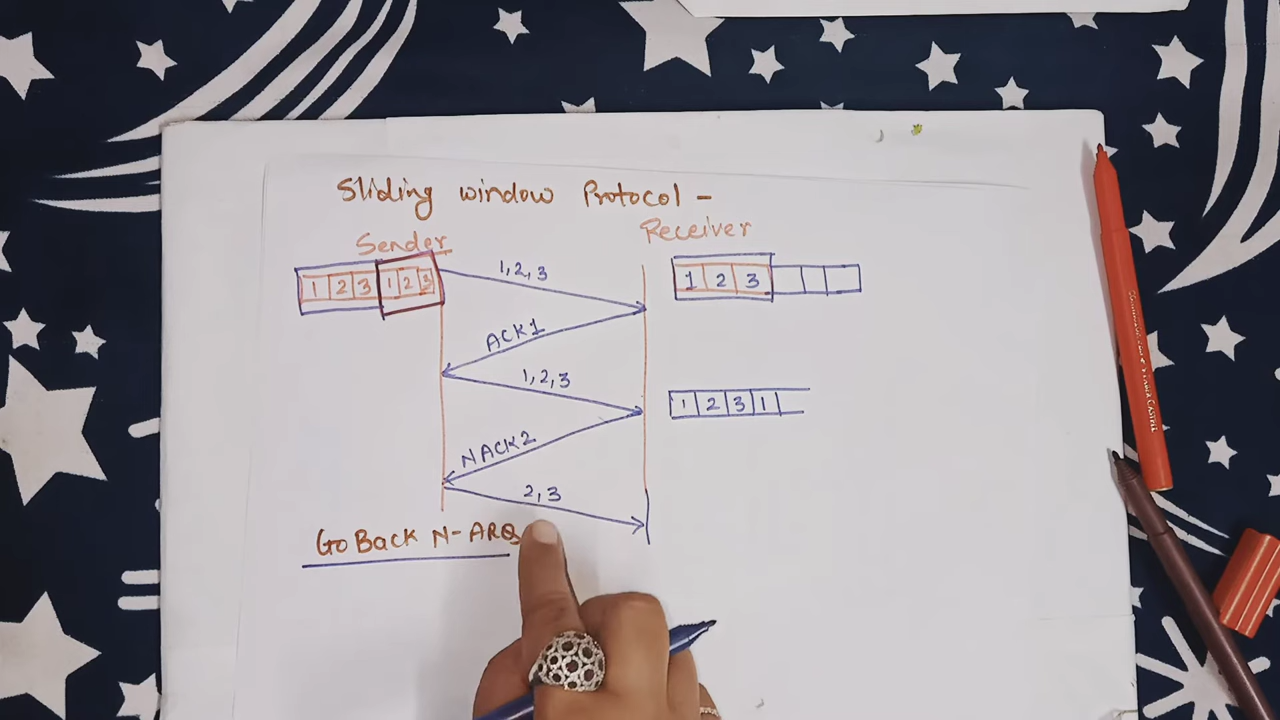 Sliding window Protocol -
Sender
Receiver
1 2 3 1 2 3
1,2,3
1 2 3
ACK1
1,2,3
1 2 3 1
NACK2
2,3
GoBack N-ARQ